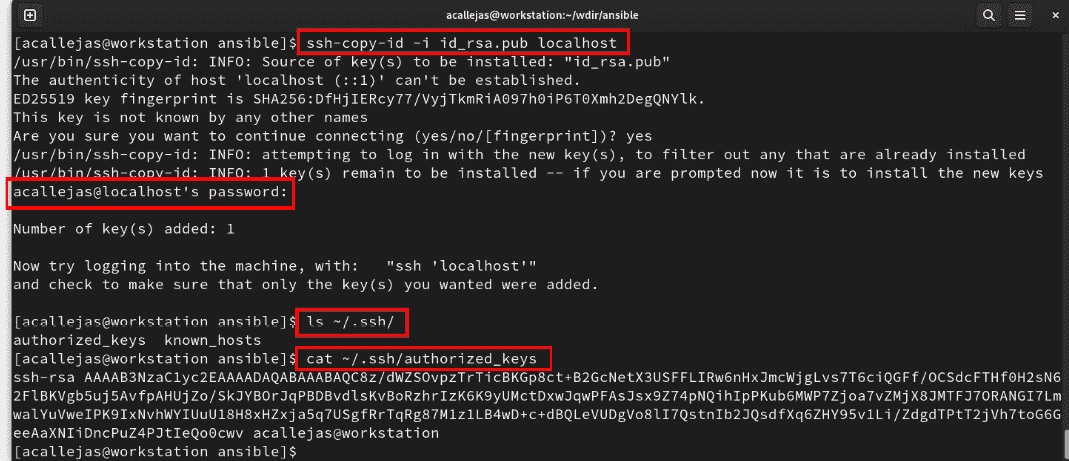 acallejas@workstation:~/wdir/ansible
[acallejas@workstation ansible]$ ssh-copy-id -i id_rsa.pub localhost
/usr/bin/ssh-copy-id: INFO: Source of key(s) to be installed: "id_rsa.pub"
The authenticity of host 'localhost (::1)' can't be established.
ED25519 key fingerprint is SHA256:DfHjIERcy77/VyjTkmRiA097h0iP6T0Xmh2DegQNYlk.
This key is not known by any other names
Are you sure you want to continue connecting (yes/no/[fingerprint])? yes
/usr/bin/ssh-copy-id: INFO: attempting to log in with the new key(s), to filter out any that are already installed
/usr/bin/ssh-copy-id: INFO: 1 key(s) remain to be installed -- if you are prompted now it is to install the new keys
acallejas@localhost's password:
Number of key(s) added: 1
Now try logging into the machine, with:   "ssh 'localhost'"
and check to make sure that only the key(s) you wanted were added.
[acallejas@workstation ansible]$ ls ~/.ssh/
authorized_keys  known_hosts
[acallejas@workstation ansible]$ cat ~/.ssh/authorized_keys
ssh-rsa AAAAB3NzaC1yc2EAAAADAQABAAABAQC8z/dWZSOvpzTrTicBKGp8ct+B2GcNetX3USFFLIRw6nHxJmcWjgLvs7T6ciQGFf/OCSdcFTHf0H2sN6
2FlBKVgb5uj5AvfpAHUjZo/SkJYBOrJqPBDBvdlsKvBoRzhrIzK6K9yUMctDxwJqwPFAsJsx9Z74pNQihIpPKub6MWP7Zjoa7vZMjX8JMTFJ7ORANGI7Lm
walYuVweIPK9IxNvhWYIUuU18H8xHZxja5q7USgfRrTqRg87M1z1LB4wD+c+dBQLeVUDgVo8lI7QstnIb2JQsdfXq6ZHY95v1Li/ZdgdTPtT2jVh7toG6G
eeAaXNIiDncPuZ4PJtIeQo0cwv acallejas@workstation
[acallejas@workstation ansible]$